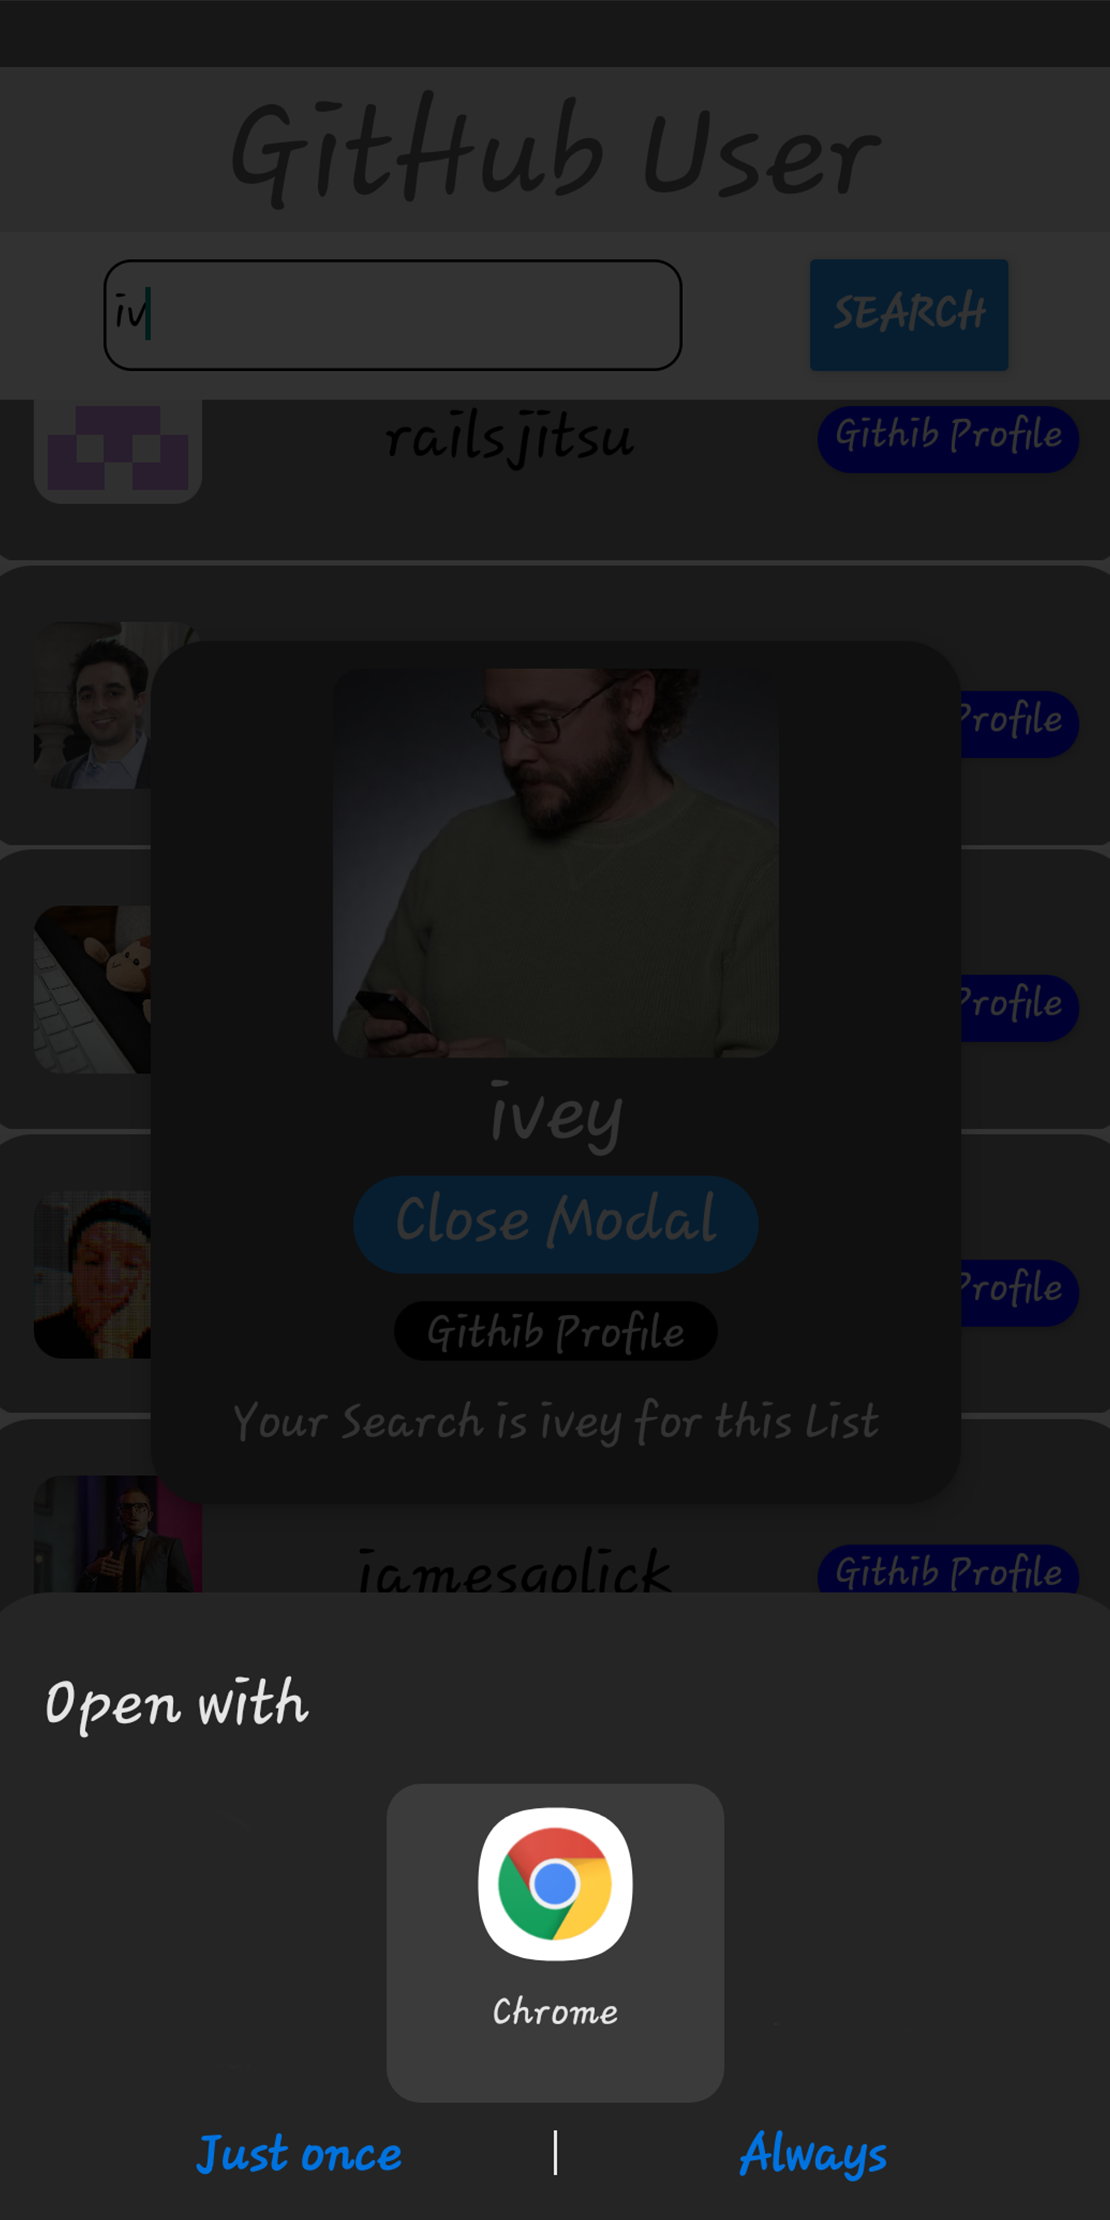 GitHub User
iv
SEARCH
railsjitsu
Githib Profile
Profile
ivey
Close Modal
Githib Profile
Your Search is ivey for this List
Profile
Profile
jamesgolick
Githib Profile
Open with
Chrome
Just once
Always